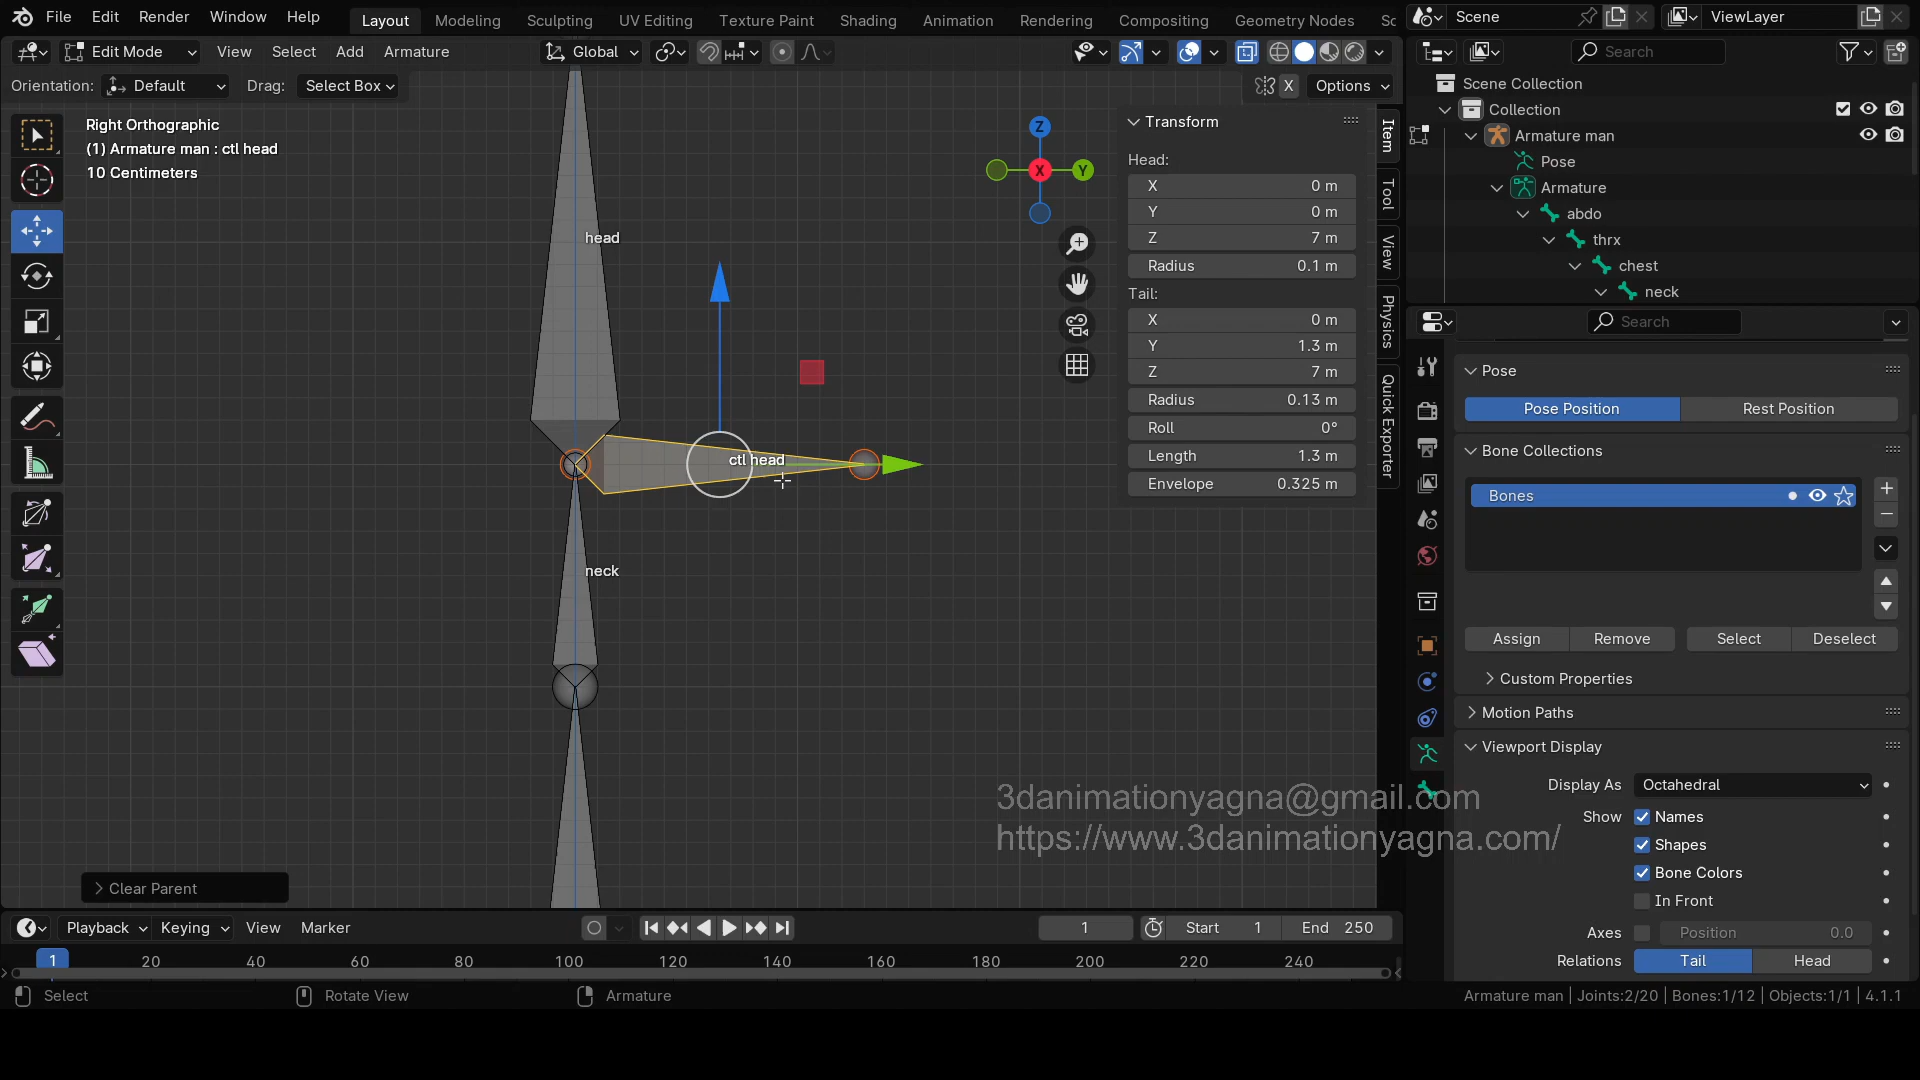 File Edit Render Window Help Layout Modeling Sculpting UV Editing Texture Paint Shading Animation Rendering Compositing Geometry Nodes Sc Scene ViewLayer
Edit Mode View Select Add Armature Global Search
Orientation: Default Drag: Select Box X Options
Right Orthographic
(1) Armature man : ctl head
10 Centimeters
head
ctl head
neck
Z
X
Y
Transform
Head:
X 0 m
Y 0 m
Z 7 m
Radius 0.1 m
Tail:
X 0 m
Y 1.3 m
Z 7 m
Radius 0.13 m
Roll 0°
Length 1.3 m
Envelope 0.325 m
Item
Tool
View
Physics
Quick Exporter
Scene Collection
Collection
Armature man
Pose
Armature
abdo
thrx
chest
neck
Search
Pose
Pose Position Rest Position
Bone Collections
Bones
Assign Remove Select Deselect
Custom Properties
Motion Paths
Viewport Display
Display As Octahedral
Show Names
Shapes
Bone Colors
In Front
Axes Position 0.0
Relations Tail Head
3danimationyagna@gmail.com
https://www.3danimationyagna.com/
Clear Parent
Playback Keying View Marker 1 Start 1 End 250
1 20 40 60 80 100 120 140 160 180 200 220 240
Select Rotate View Armature Armature man | Joints:2/20 | Bones:1/12 | Objects:1/1 | 4.1.1